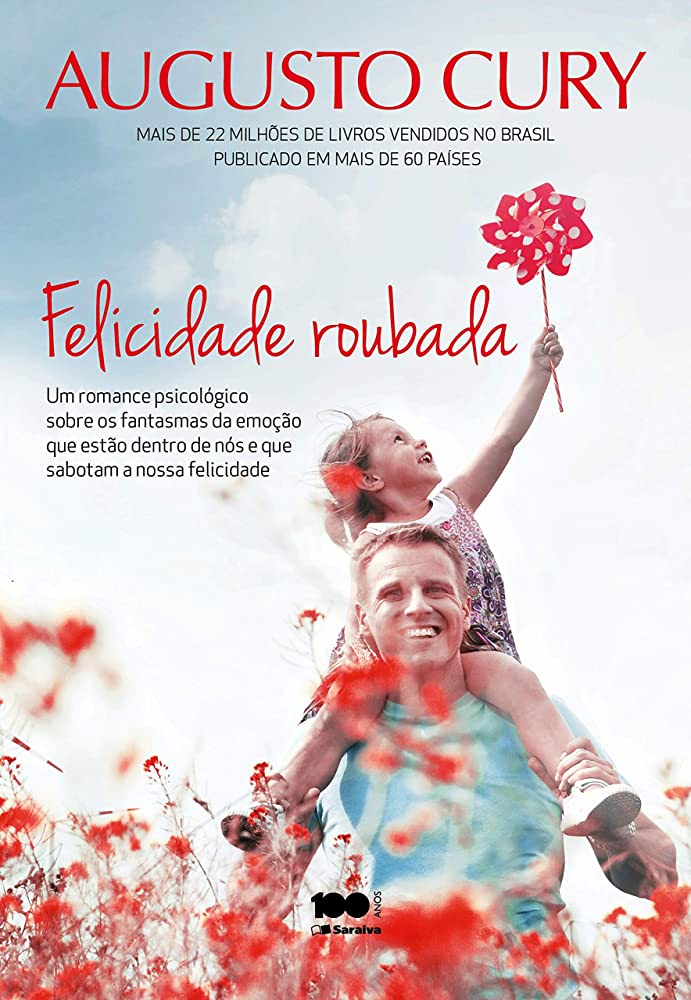 AUGUSTO CURY
MAIS DE 22 MILHÕES DE LIVROS VENDIDOS NO BRASIL
PUBLICADO EM MAIS DE 60 PAÍSES
Felicidade roubada
Um romance psicológico
sobre os fantasmas da emoção
que estão dentro de nós e que
sabotam a nossa felicidade
100 ANOS
Saraiva